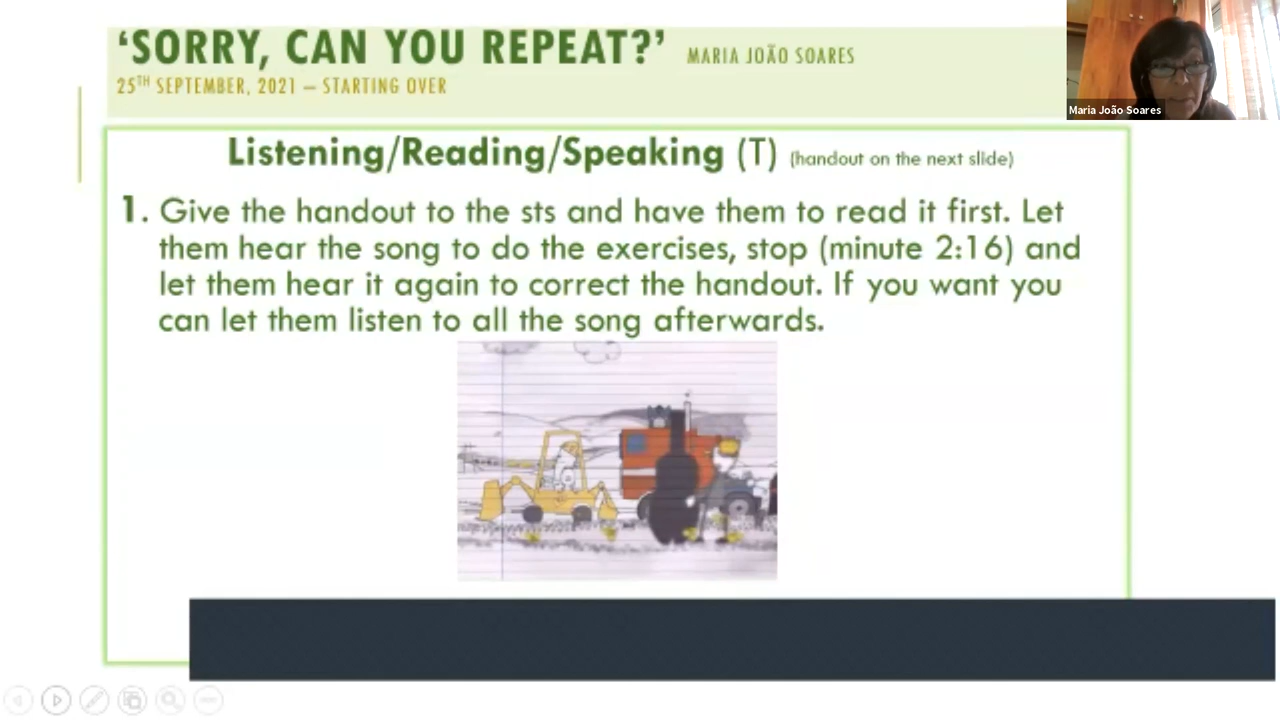 ‘SORRY, CAN YOU REPEAT?’ MARIA JOÃO SOARES
25TH SEPTEMBER, 2021 – STARTING OVER
Maria João Soares
Listening/Reading/Speaking (T) (handout on the next slide)
1. Give the handout to the sts and have them to read it first. Let
them hear the song to do the exercises, stop (minute 2:16) and
let them hear it again to correct the handout. If you want you
can let them listen to all the song afterwards.